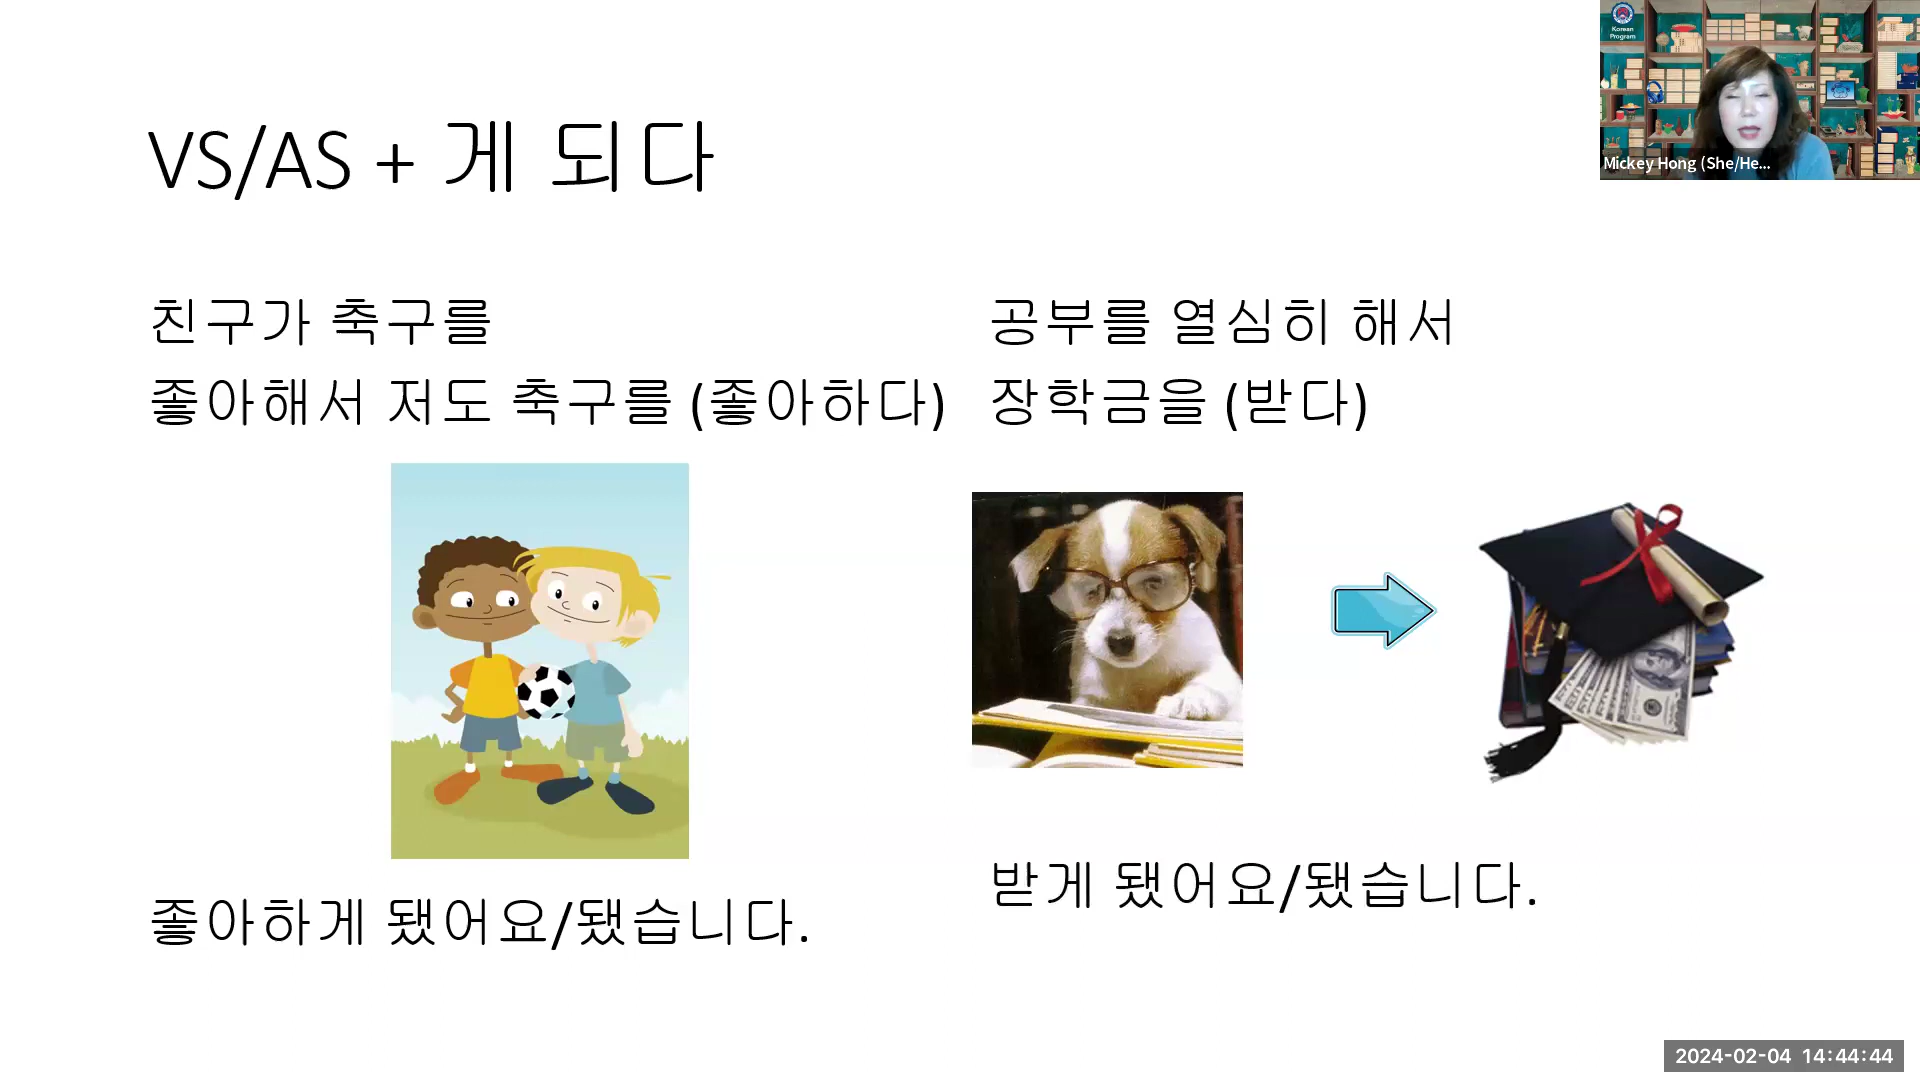 VS/AS + 게 되다
친구가 축구를
좋아해서 저도 축구를 (좋아하다)
좋아하게 됐어요/됐습니다.
공부를 열심히 해서
장학금을 (받다)
받게 됐어요/됐습니다.
Korean
Program
Mickey Hong (She/He...
2024-02-04 14:44:44